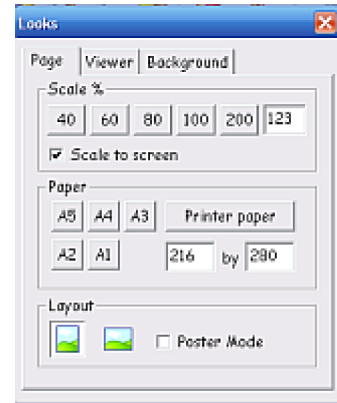 Looks
Page Viewer Background
Scale %
40 60 80 100 200 123
Scale to screen
Paper
A5 A4 A3 Printer paper
A2 A1 216 by 280
Layout
Poster Mode